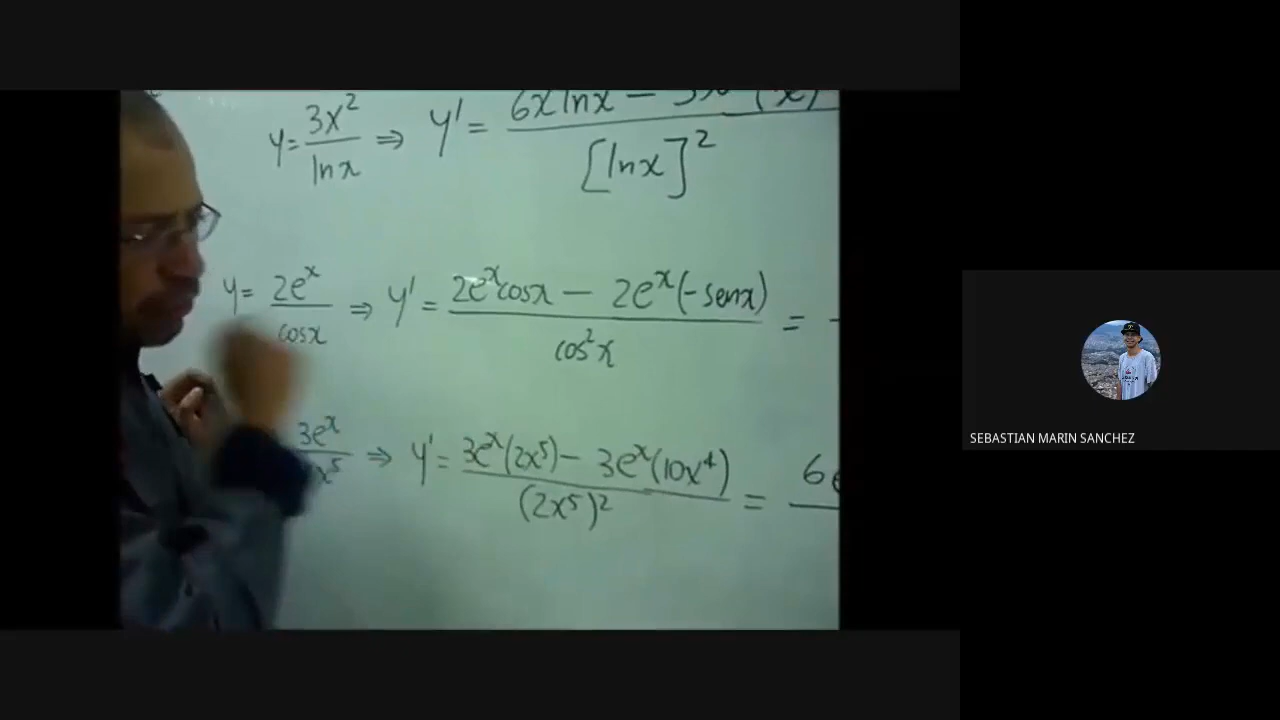 y = 3x² / ln x ⇒ y' = 6x ln x − / [ln x]²
y = 2eˣ / cos x ⇒ y' = 2eˣ cos x − 2eˣ(−sen x) / cos² x =
3eˣ / x⁵ ⇒ y' = 3eˣ(2x⁵) − 3eˣ(10x⁴) / (2x⁵)² = 6
SEBASTIAN MARIN SANCHEZ